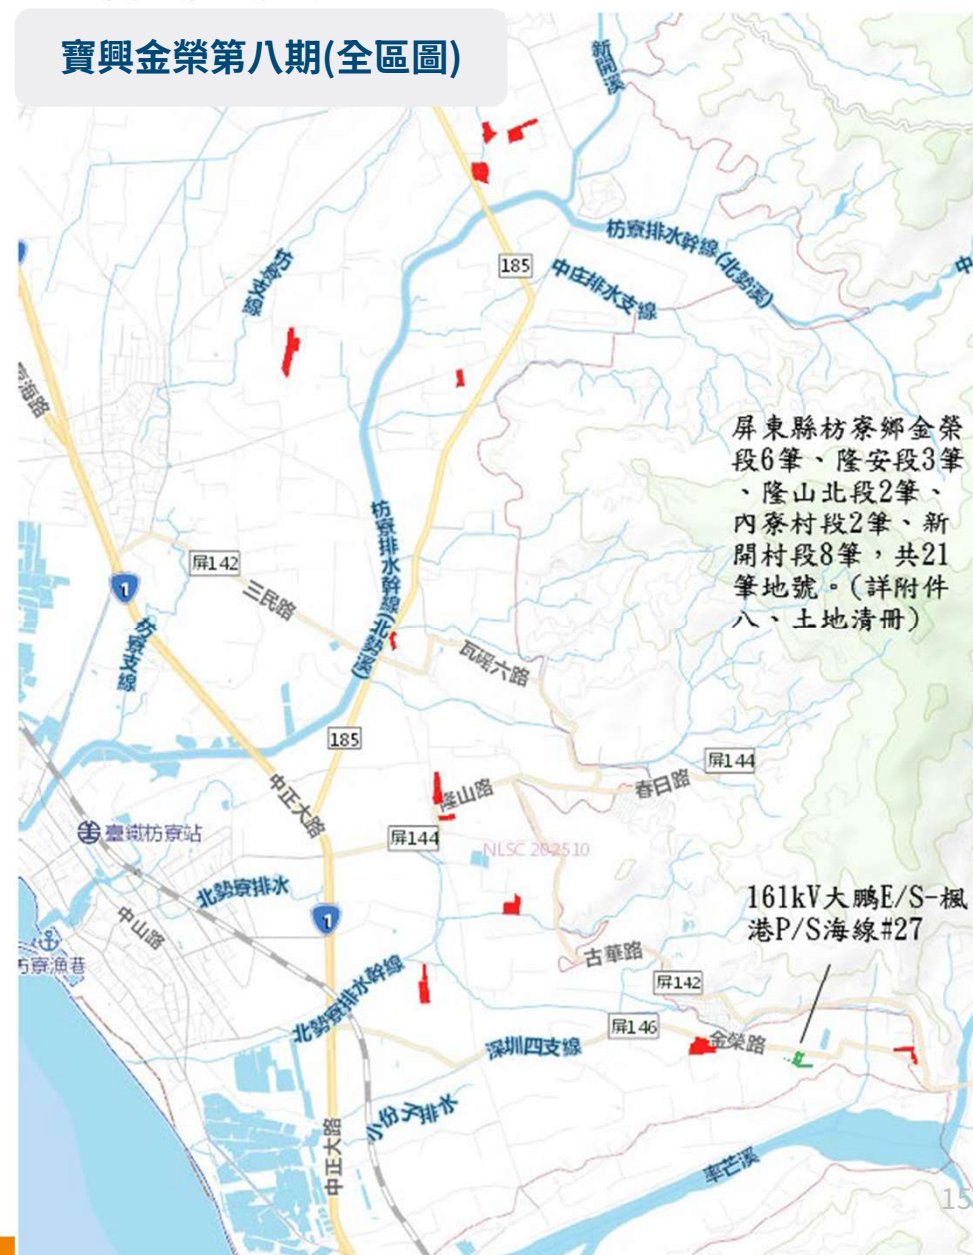 寶興金榮第八期(全區圖)
新開溪
枋寮排水幹線(北勢溪)
185
中庄排水支線
中
屏東縣枋寮鄉金榮
段6筆、隆安段3筆
、隆山北段2筆、
內寮村段2筆、新
開村段8筆，共21
筆地號。(詳附件
八、土地清冊)
枋寮排水幹線(北勢溪)
屏142
三民路
1
枋寮支線
瓦磘六路
185
屏144
春日路
中正大路
隆山路
臺鐵枋寮站
屏144
NLSC 202510
北勢寮排水
161kV大鵬E/S-楓
港P/S海線#27
中山路
1
枋寮漁港
古華路
北勢寮排水幹線
屏142
屏146
金榮路
深圳四支線
小份尺排水
中正大路
率芒溪
15